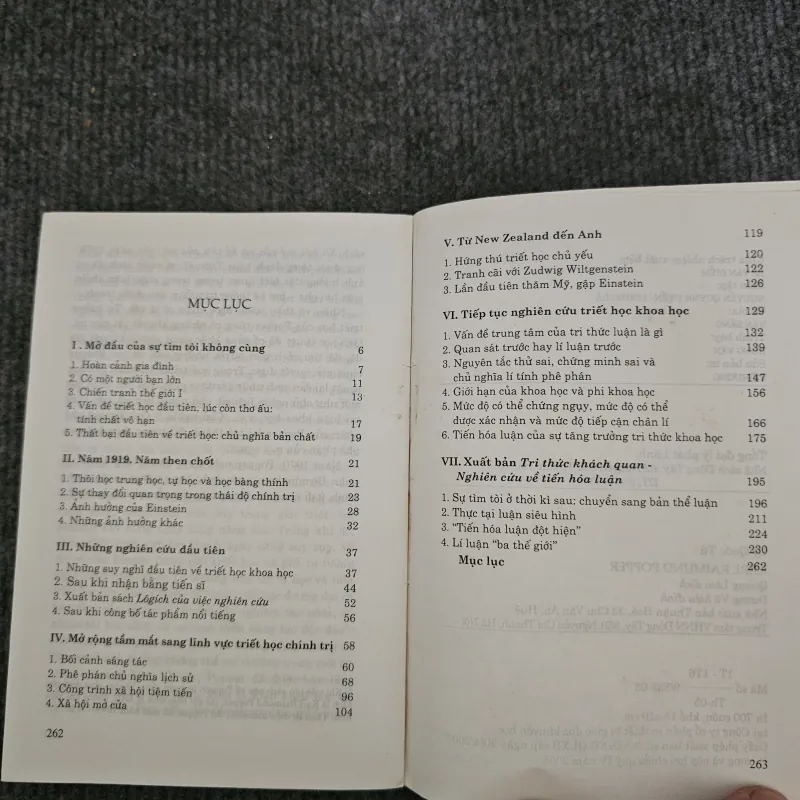 MỤC LỤC
I. Mở đầu của sự tìm tòi không cùng 6
1. Hoàn cảnh gia đình 7
2. Có một người bạn lớn 11
3. Chiến tranh thế giới I 13
4. Vấn đề triết học đầu tiên, lúc còn thơ ấu:
tính chất vô hạn 17
5. Thất bại đầu tiên về triết học: chủ nghĩa bản chất 19
II. Năm 1919. Năm then chốt 21
1. Thôi học trung học, tự học và học bàng thính 21
2. Sự thay đổi quan trọng trong thái độ chính trị 23
3. Ảnh hưởng của Einstein 28
4. Những ảnh hưởng khác 32
III. Những nghiên cứu đầu tiên 37
1. Những suy nghĩ đầu tiên về triết học khoa học 37
2. Sau khi nhận bằng tiến sĩ 44
3. Xuất bản sách Lôgích của việc nghiên cứu 52
4. Sau khi công bố tác phẩm nổi tiếng 56
IV. Mở rộng tầm mắt sang lĩnh vực triết học chính trị 58
1. Bối cảnh sáng tác 60
2. Phê phán chủ nghĩa lịch sử 68
3. Công trình xã hội tiệm tiến 96
4. Xã hội mở cửa 104
262
V. Từ New Zealand đến Anh 119
1. Hứng thú triết học chủ yếu 120
2. Tranh cãi với Zudwig Wiltgenstein 122
3. Lần đầu tiên thăm Mỹ, gặp Einstein 126
VI. Tiếp tục nghiên cứu triết học khoa học 129
1. Vấn đề trung tâm của tri thức luận là gì 132
2. Quan sát trước hay lí luận trước 139
3. Nguyên tắc thử sai, chứng minh sai và
chủ nghĩa lí tính phê phán 147
4. Giới hạn của khoa học và phi khoa học 156
5. Mức độ có thể chứng ngụy, mức độ có thể
được xác nhận và mức độ tiếp cận chân lí 166
6. Tiến hóa luận của sự tăng trưởng tri thức khoa học 175
VII. Xuất bản Tri thức khách quan -
Nghiên cứu về tiến hóa luận 195
1. Sự tìm tòi ở thời kì sau: chuyển sang bản thể luận 196
2. Thực tại luận siêu hình 211
3. "Tiến hóa luận đột hiện" 224
4. Lí luận "ba thế giới" 230
Mục lục 262
263